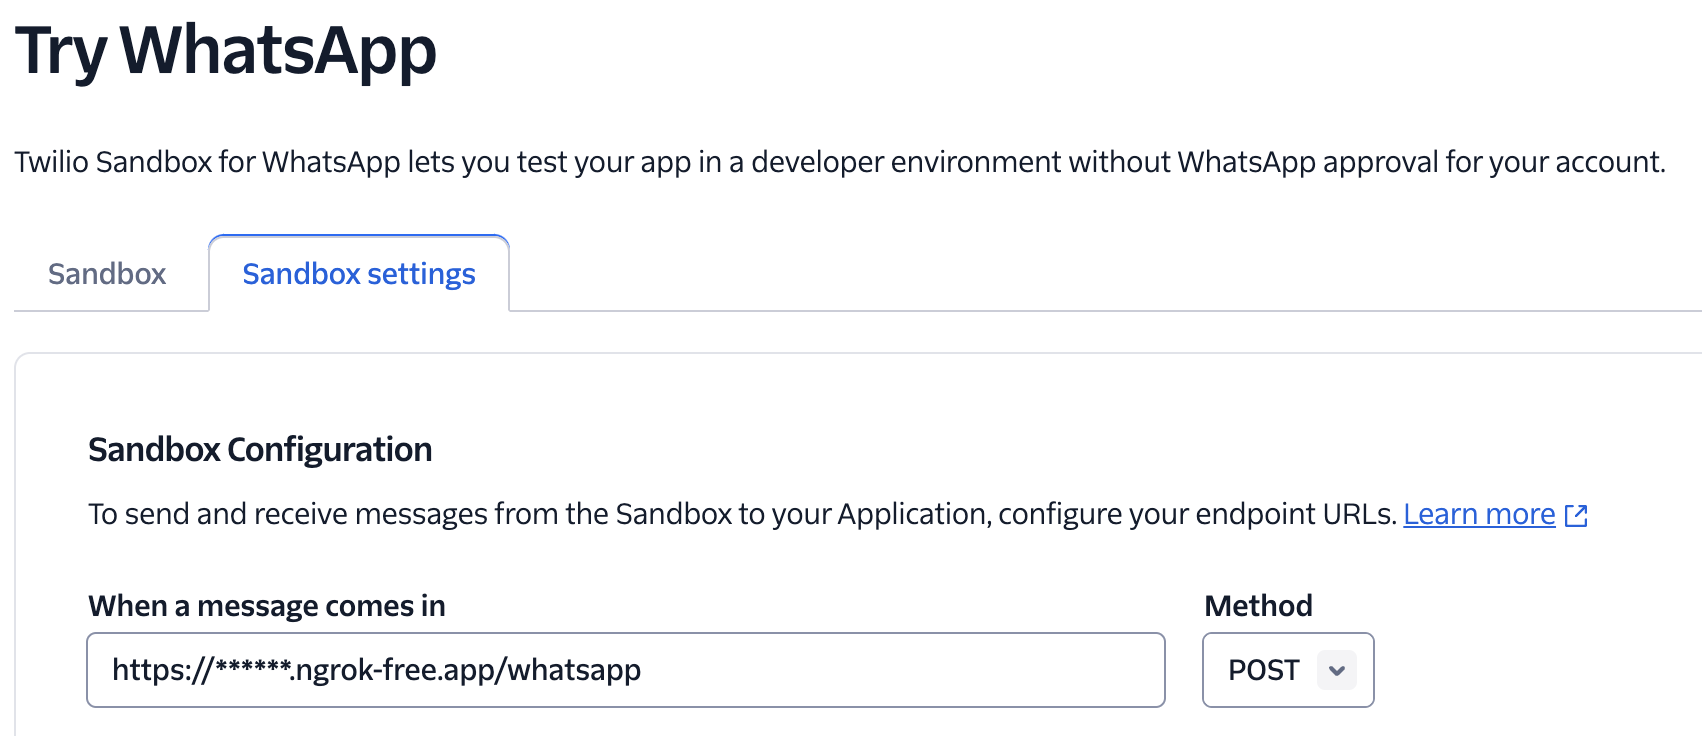 Try WhatsApp
Twilio Sandbox for WhatsApp lets you test your app in a developer environment without WhatsApp approval for your account.
Sandbox
Sandbox settings
Sandbox Configuration
To send and receive messages from the Sandbox to your Application, configure your endpoint URLs. Learn more
When a message comes in
Method
https://******.ngrok-free.app/whatsapp
POST